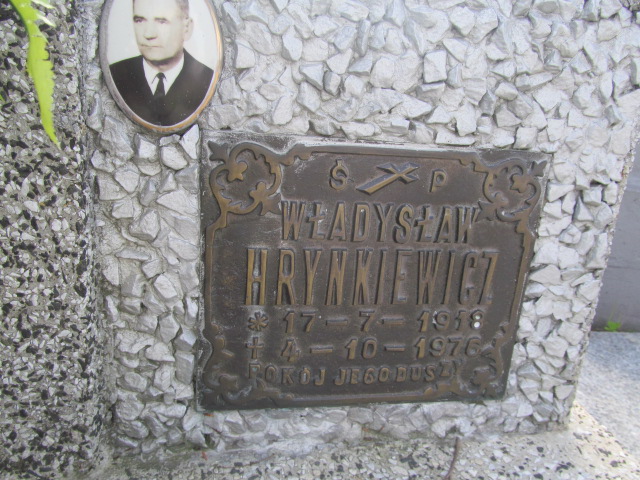 Ś P
WŁADYSŁAW
HRYNKIEWICZ
* 17-7-1918
† 4-10-1976
POKÓJ JEGO DUSZY